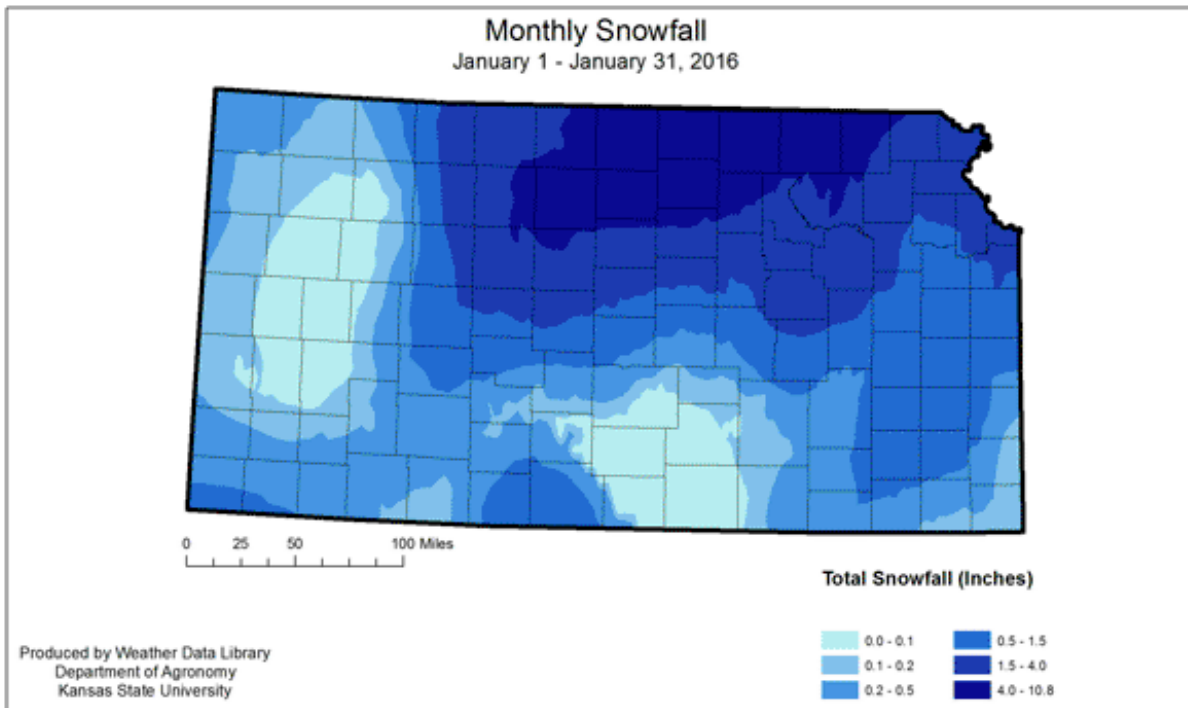 Monthly Snowfall
January 1 - January 31, 2016
0 25 50 100 Miles
Total Snowfall (Inches)
0.0 - 0.1
0.1 - 0.2
0.2 - 0.5
0.5 - 1.5
1.5 - 4.0
4.0 - 10.8
Produced by Weather Data Library
Department of Agronomy
Kansas State University